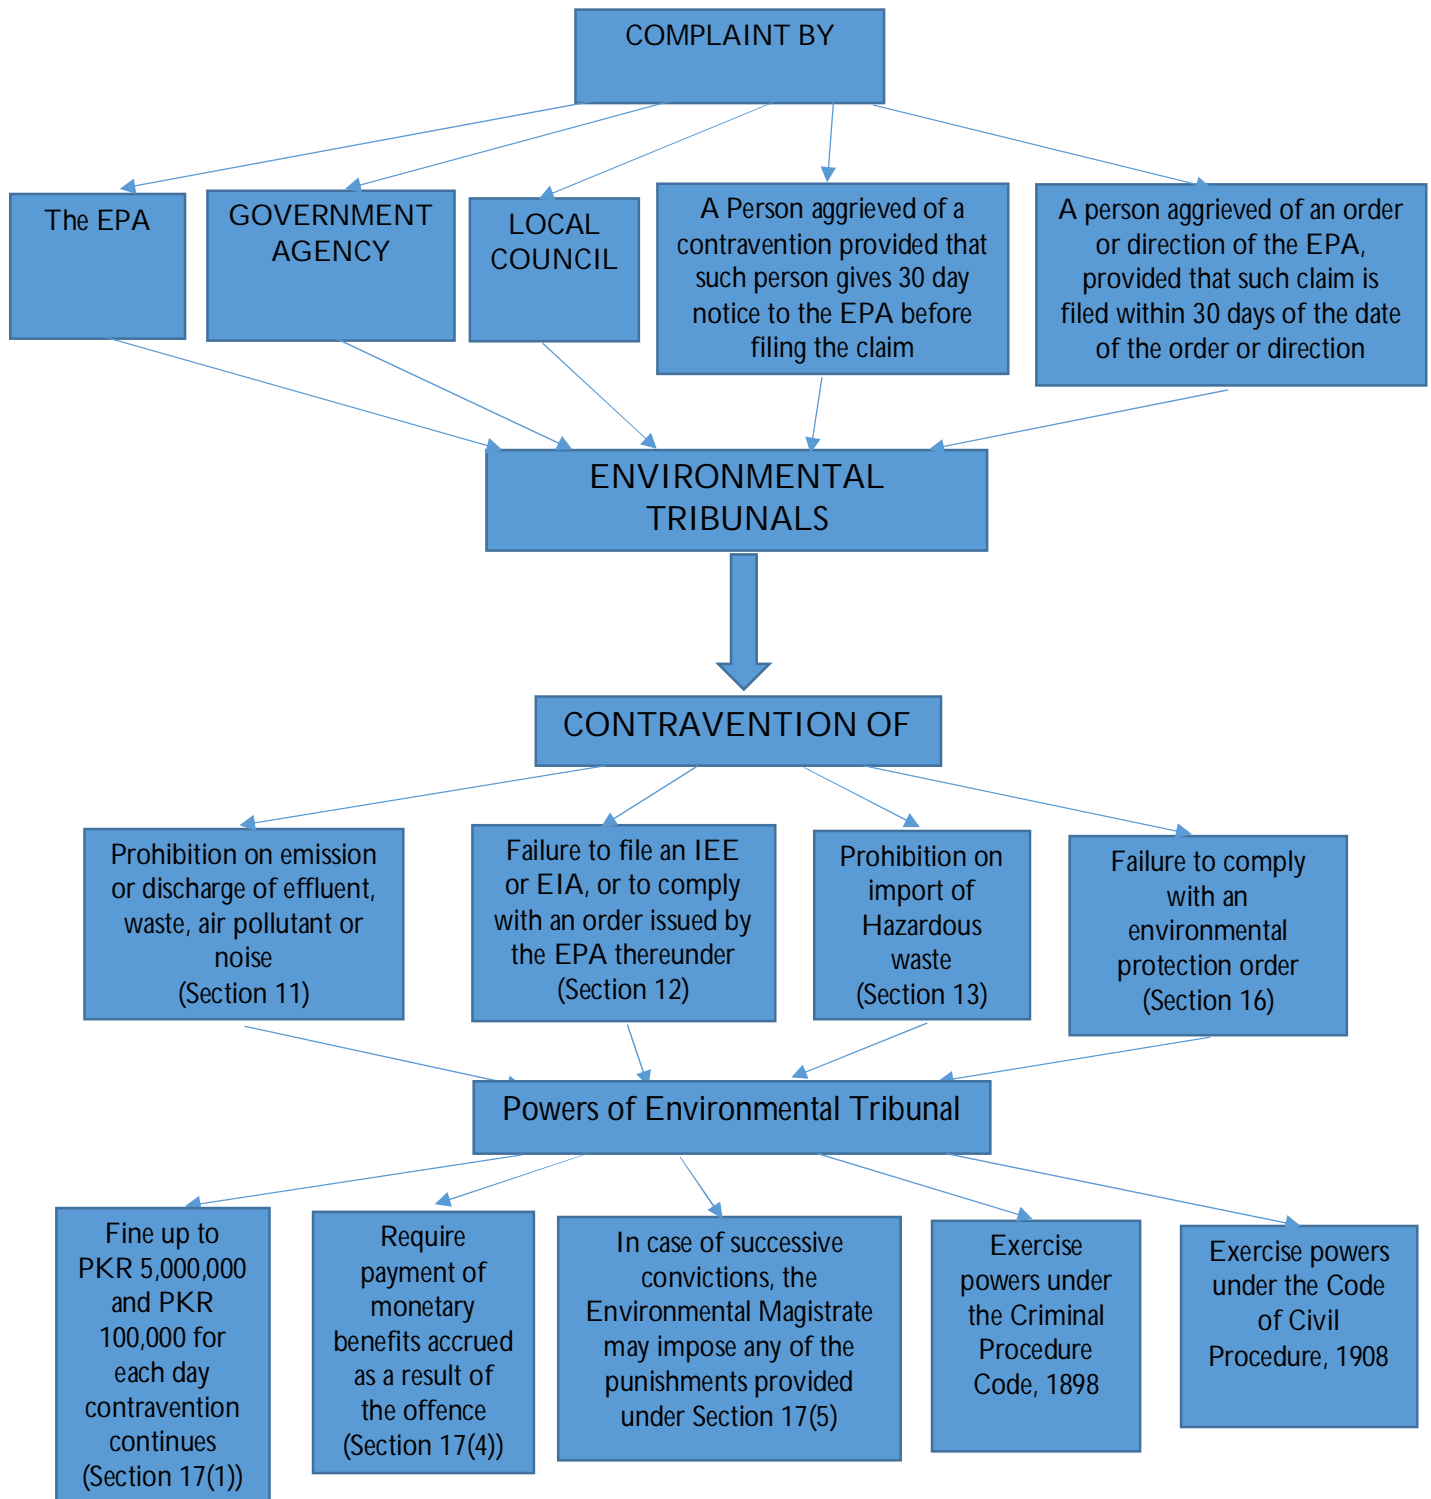 COMPLAINT BY
The EPA
GOVERNMENT
AGENCY
LOCAL
COUNCIL
A Person aggrieved of a
contravention provided that
such person gives 30 day
notice to the EPA before
filing the claim
A person aggrieved of an order
or direction of the EPA,
provided that such claim is
filed within 30 days of the date
of the order or direction
ENVIRONMENTAL
TRIBUNALS
CONTRAVENTION OF
Prohibition on emission
or discharge of effluent,
waste, air pollutant or
noise
(Section 11)
Failure to file an IEE
or EIA, or to comply
with an order issued by
the EPA thereunder
(Section 12)
Prohibition on
import of
Hazardous
waste
(Section 13)
Failure to comply
with an
environmental
protection order
(Section 16)
Powers of Environmental Tribunal
Fine up to
PKR 5,000,000
and PKR
100,000 for
each day
contravention
continues
(Section 17(1))
Require
payment of
monetary
benefits accrued
as a result of
the offence
(Section 17(4))
In case of successive
convictions, the
Environmental Magistrate
may impose any of the
punishments provided
under Section 17(5)
Exercise
powers under
the Criminal
Procedure
Code, 1898
Exercise powers
under the Code
of Civil
Procedure, 1908